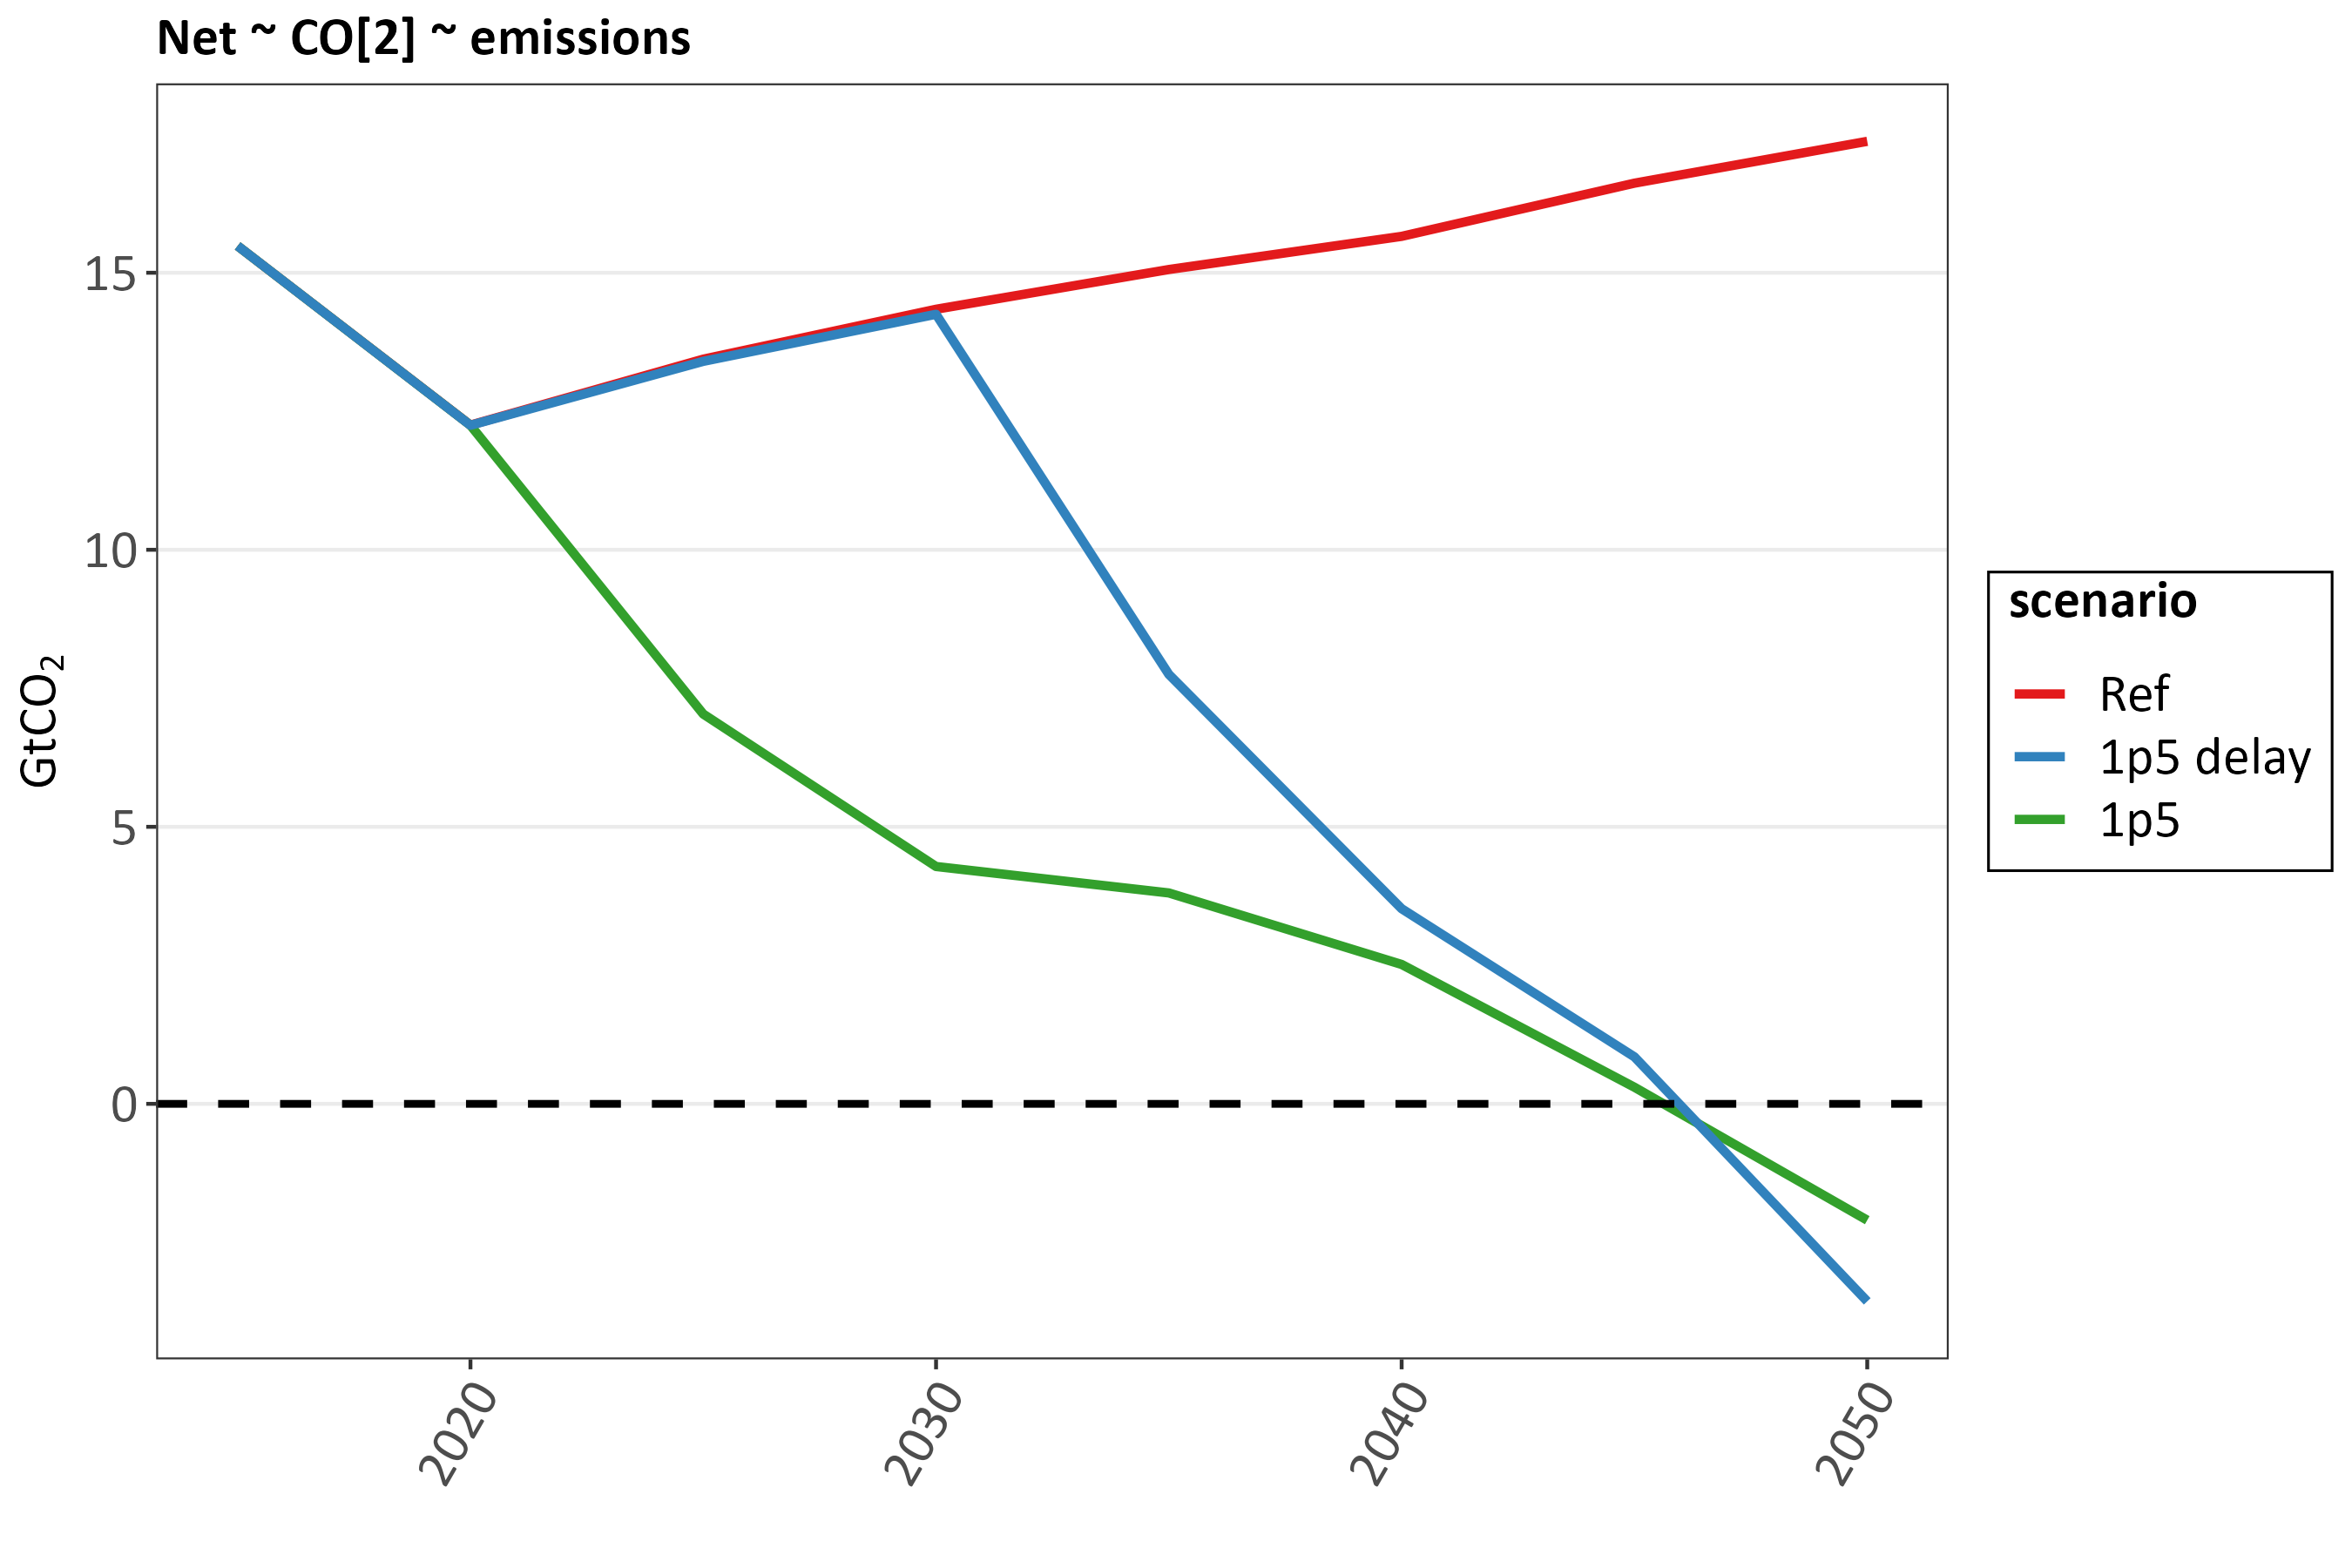 Net ~ CO[2] ~ emissions
GtCO₂
15
10
5
0
2020
2030
2040
2050
scenario
Ref
1p5 delay
1p5